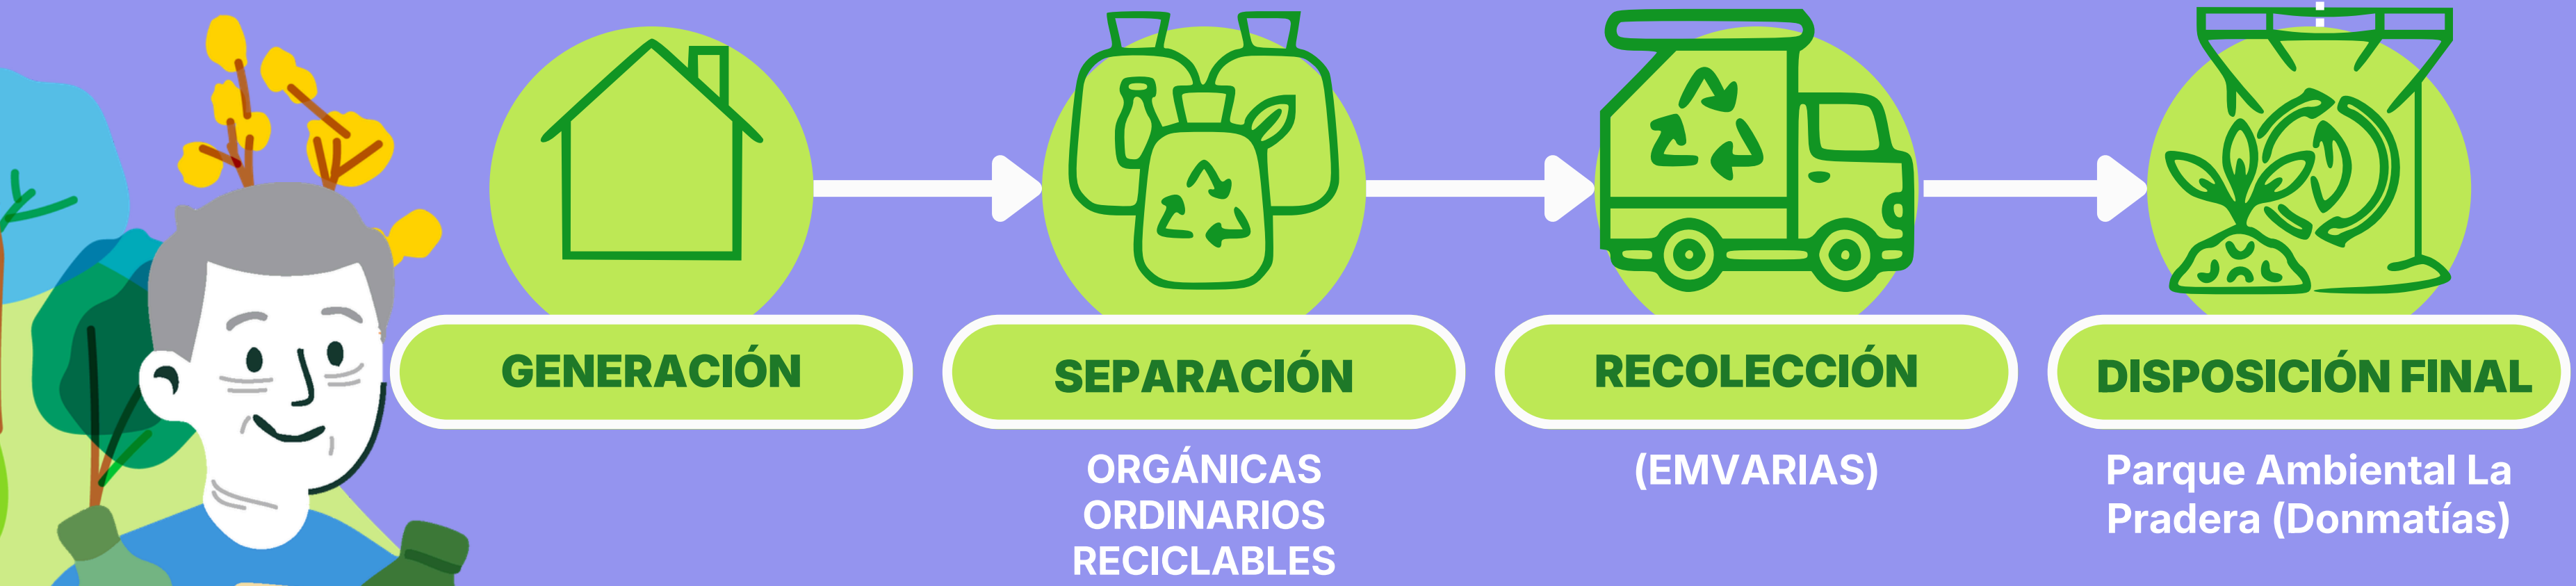 GENERACIÓN
SEPARACIÓN
ORGÁNICAS
ORDINARIOS
RECICLABLES
RECOLECCIÓN
(EMVARIAS)
DISPOSICIÓN FINAL
Parque Ambiental La
Pradera (Donmatías)